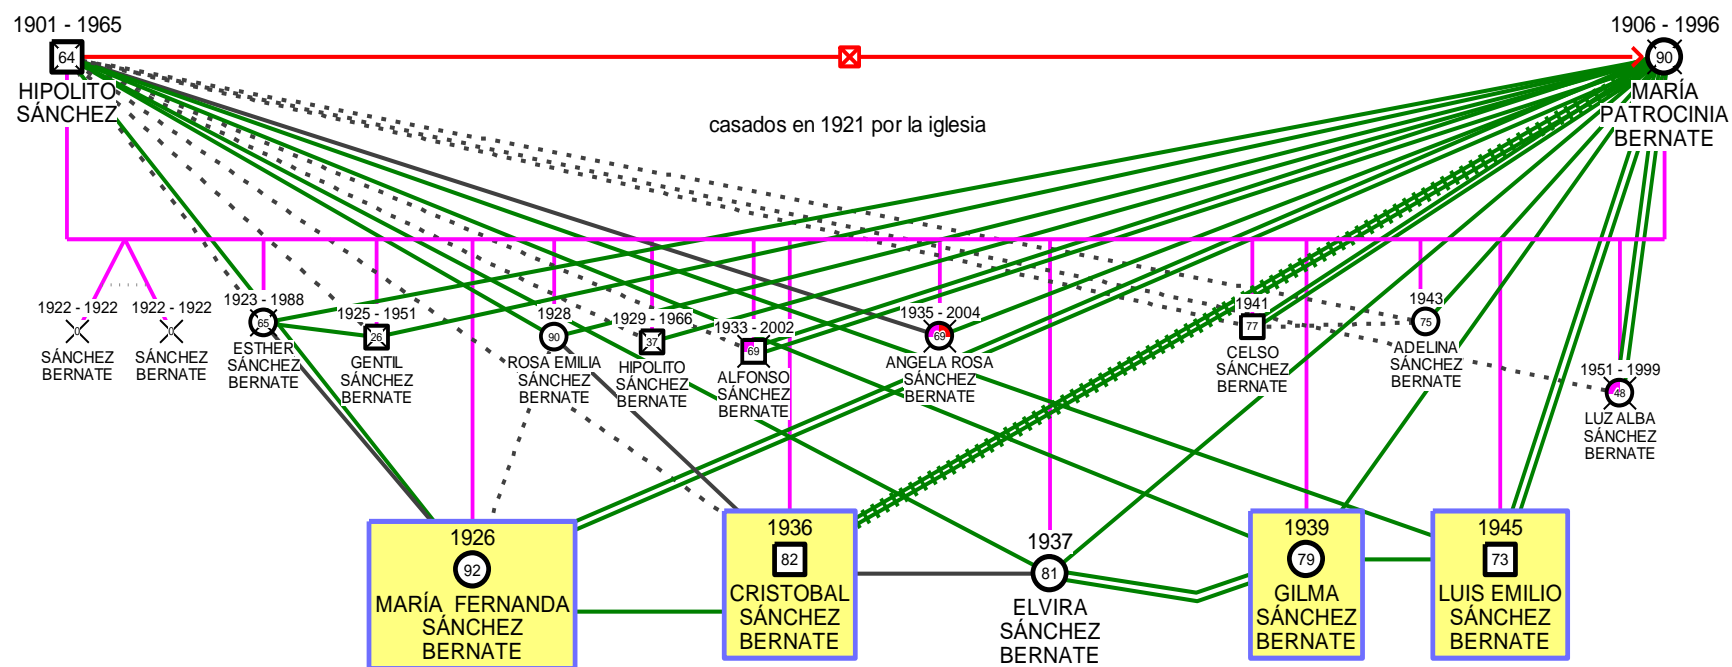 1901 - 1965
64
HIPOLITO
SÁNCHEZ
1906 - 1996
90
MARÍA
PATROCINIA
BERNATE
casados en 1921 por la iglesia
1922 - 1922
0
SÁNCHEZ
BERNATE
1922 - 1922
0
SÁNCHEZ
BERNATE
1923 - 1988
65
ESTHER
SÁNCHEZ
BERNATE
1925 - 1951
26
GENTIL
SÁNCHEZ
BERNATE
1928
90
ROSA EMILIA
SÁNCHEZ
BERNATE
1929 - 1966
37
HIPOLITO
SÁNCHEZ
BERNATE
1933 - 2002
69
ALFONSO
SÁNCHEZ
BERNATE
1935 - 2004
69
ANGELA ROSA
SÁNCHEZ
BERNATE
1941
77
CELSO
SÁNCHEZ
BERNATE
1943
75
ADELINA
SÁNCHEZ
BERNATE
1951 - 1999
48
LUZ ALBA
SÁNCHEZ
BERNATE
1926
92
MARÍA FERNANDA
SÁNCHEZ
BERNATE
1936
82
CRISTOBAL
SÁNCHEZ
BERNATE
1937
81
ELVIRA
SÁNCHEZ
BERNATE
1939
79
GILMA
SÁNCHEZ
BERNATE
1945
73
LUIS EMILIO
SÁNCHEZ
BERNATE